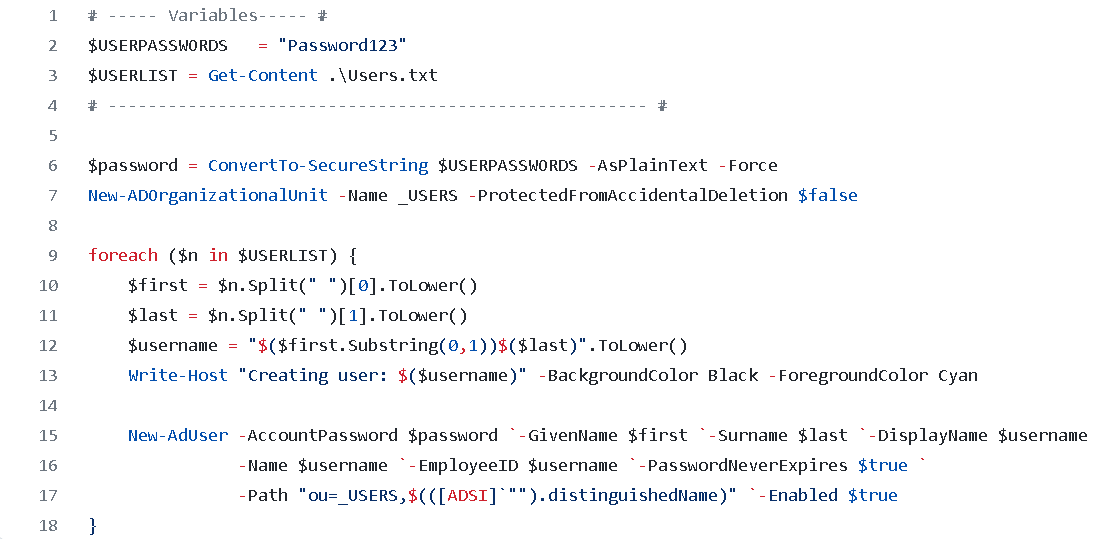 1 # ----- Variables----- #
2 $USERPASSWORDS   = "Password123"
3 $USERLIST = Get-Content .\Users.txt
4 # ------------------------------------------------------ #
5
6 $password = ConvertTo-SecureString $USERPASSWORDS -AsPlainText -Force
7 New-ADOrganizationalUnit -Name _USERS -ProtectedFromAccidentalDeletion $false
8
9 foreach ($n in $USERLIST) {
10     $first = $n.Split(" ")[0].ToLower()
11     $last = $n.Split(" ")[1].ToLower()
12     $username = "$($first.Substring(0,1))$($last)".ToLower()
13     Write-Host "Creating user: $($username)" -BackgroundColor Black -ForegroundColor Cyan
14
15     New-AdUser -AccountPassword $password `-GivenName $first `-Surname $last `-DisplayName $username
16                -Name $username `-EmployeeID $username `-PasswordNeverExpires $true `
17                -Path "ou=_USERS,$(([ADSI]`"").distinguishedName)" `-Enabled $true
18 }